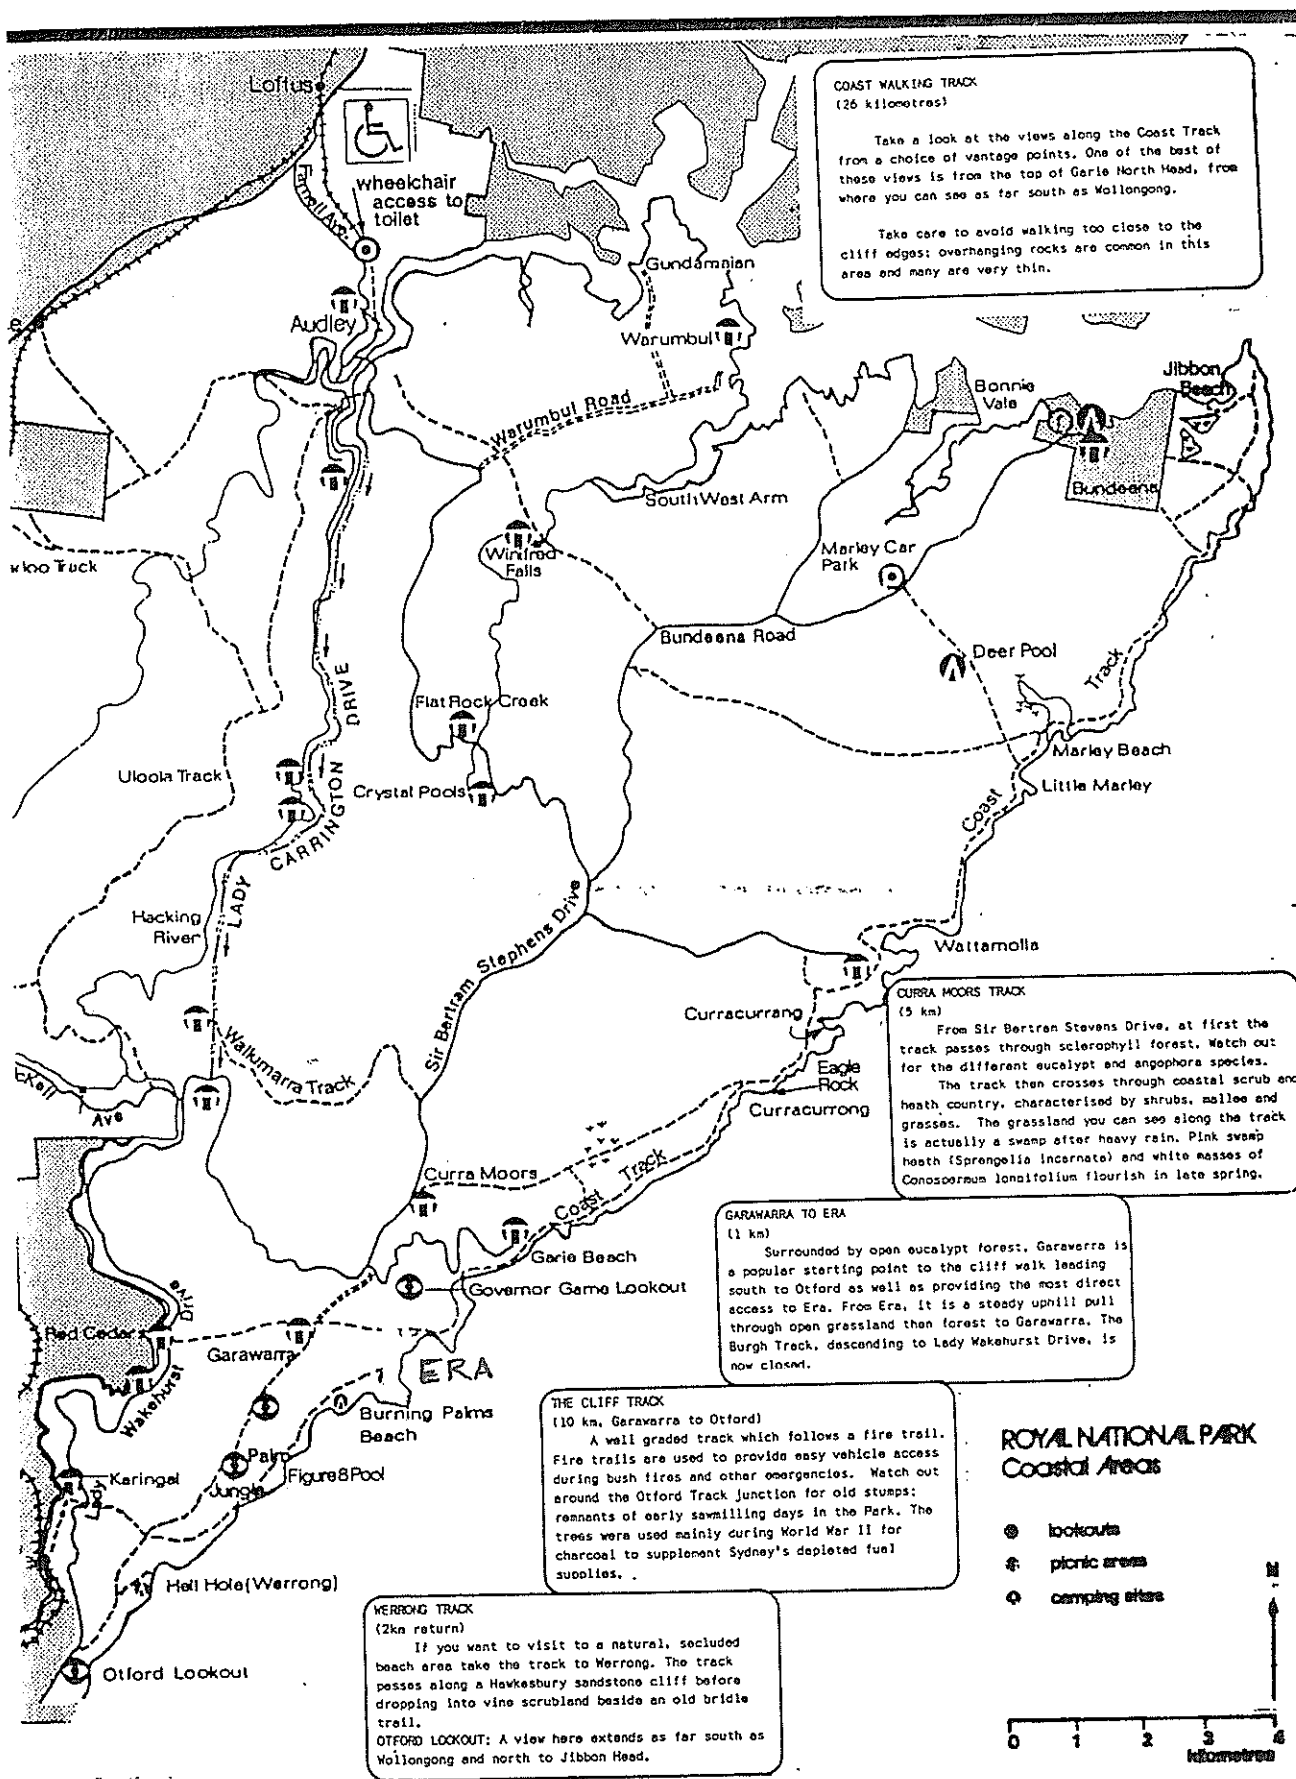 COAST WALKING TRACK
(26 kilometres)
Take a look at the views along the Coast Track
from a choice of vantage points. One of the best of
these views is from the top of Garie North Head, from
where you can see as far south as Wollongong.
Take care to avoid walking too close to the
cliff edges; overhanging rocks are common in this
area and many are very thin.
Loftus
Farnell Ave.
wheelchair
access to
toilet
Audley
Gundamaian
Warumbul
Warumbul Road
Bonnie
Vale
Jibbon
Beach
Bundeena
South West Arm
Winifred
Falls
Marley Car
Park
Bundeena Road
Deer Pool
Track
Marley Beach
Little Marley
Coast
Flat Rock Creek
Crystal Pools
Uloola Track
LADY
CARRINGTON
DRIVE
Hacking
River
Sir Bertram Stephens Drive
Wattamolla
Curracurrang
Eagle
Rock
Curracurrong
Wallumarra Track
Ave
Curra Moors
Coast
Track
Garie Beach
Governor Game Lookout
Red Cedar
Drive
Garawarra
ERA
Wakehurst
Burning Palms
Beach
Palm
Jungle
Figure 8 Pool
Karingal
Lady
Hell Hole (Werrong)
Otford Lookout
CURRA MOORS TRACK
(5 km)
From Sir Bertran Stevens Drive, at first the
track passes through sclerophyll forest. Watch out
for the different eucalypt and angophora species.
The track then crosses through coastal scrub and
heath country, characterised by shrubs, mallee and
grasses. The grassland you can see along the track
is actually a swamp after heavy rain. Pink swamp
heath (Sprengelia incarnata) and white masses of
Conospermum longifolium flourish in late spring.
GARAWARRA TO ERA
(1 km)
Surrounded by open eucalypt forest, Garawarra is
a popular starting point to the cliff walk leading
south to Otford as well as providing the most direct
access to Era. From Era, it is a steady uphill pull
through open grassland then forest to Garawarra. The
Burgh Track, descending to Lady Wakehurst Drive, is
now closed.
THE CLIFF TRACK
(10 km, Garawarra to Otford)
A well graded track which follows a fire trail.
Fire trails are used to provide easy vehicle access
during bush fires and other emergencies. Watch out
around the Otford Track junction for old stumps;
remnants of early sawmilling days in the Park. The
trees were used mainly during World War II for
charcoal to supplement Sydney's depleted fuel
supplies.
WERRONG TRACK
(2km return)
If you want to visit to a natural, secluded
beach area take the track to Werrong. The track
passes along a Hawkesbury sandstone cliff before
dropping into vine scrubland beside an old bridle
trail.
OTFORD LOOKOUT: A view here extends as far south as
Wollongong and north to Jibbon Head.
ROYAL NATIONAL PARK
Coastal Areas
lookouts
picnic areas
camping sites
N
0 1 2 3 4
kilometres